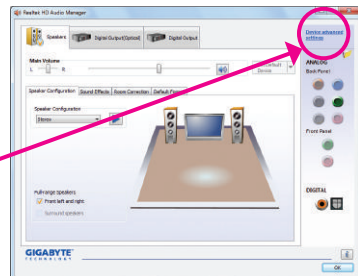 Realtek HD Audio Manager
Speakers
Digital Output(Optical)
Digital Output
Device advanced
settings
Main Volume
L
R
Default
Device
ANALOG
Back Panel
Speaker Configuration
Sound Effects
Room Correction
Default Format
Speaker Configuration
Stereo
Front Panel
Full-range Speakers
Front left and right
Surround speakers
DIGITAL
GIGABYTE
TECHNOLOGY
OK